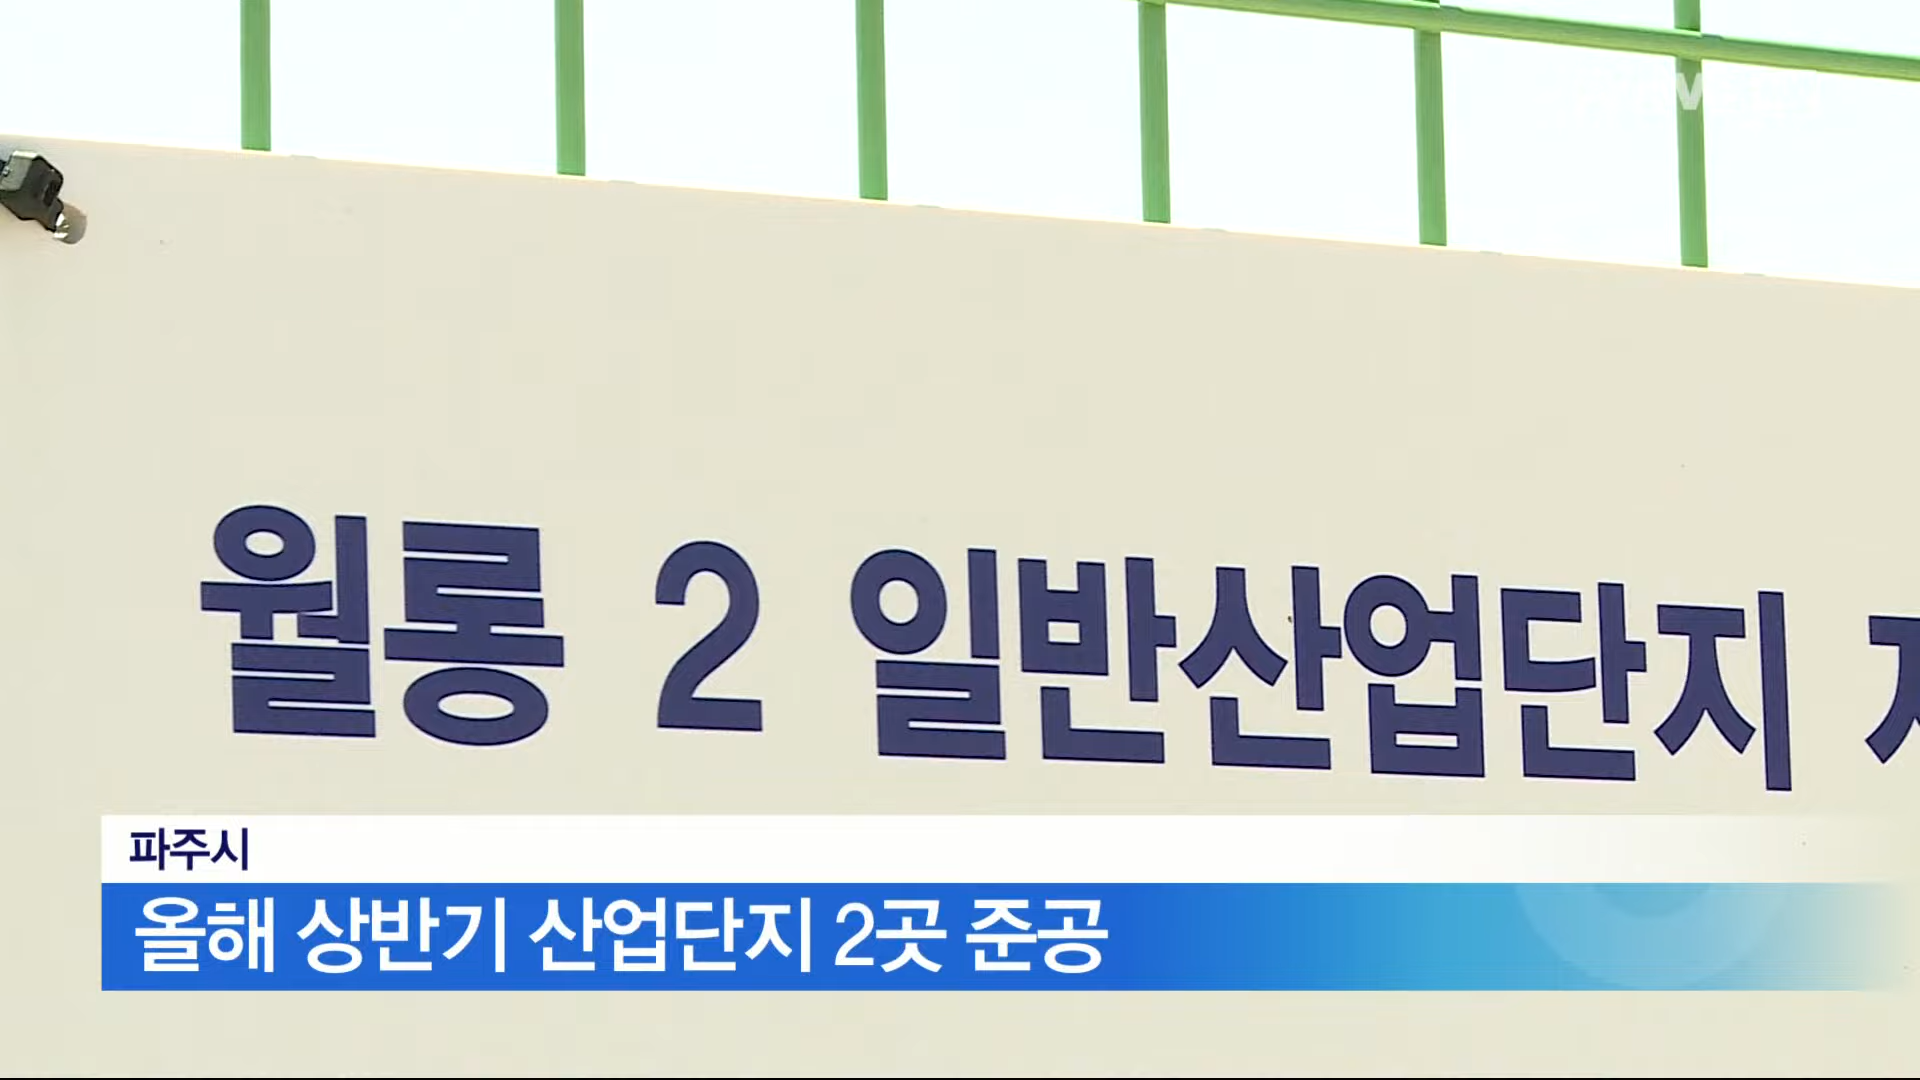 월롱 2 일반산업단지
파주시
올해 상반기 산업단지 2곳 준공